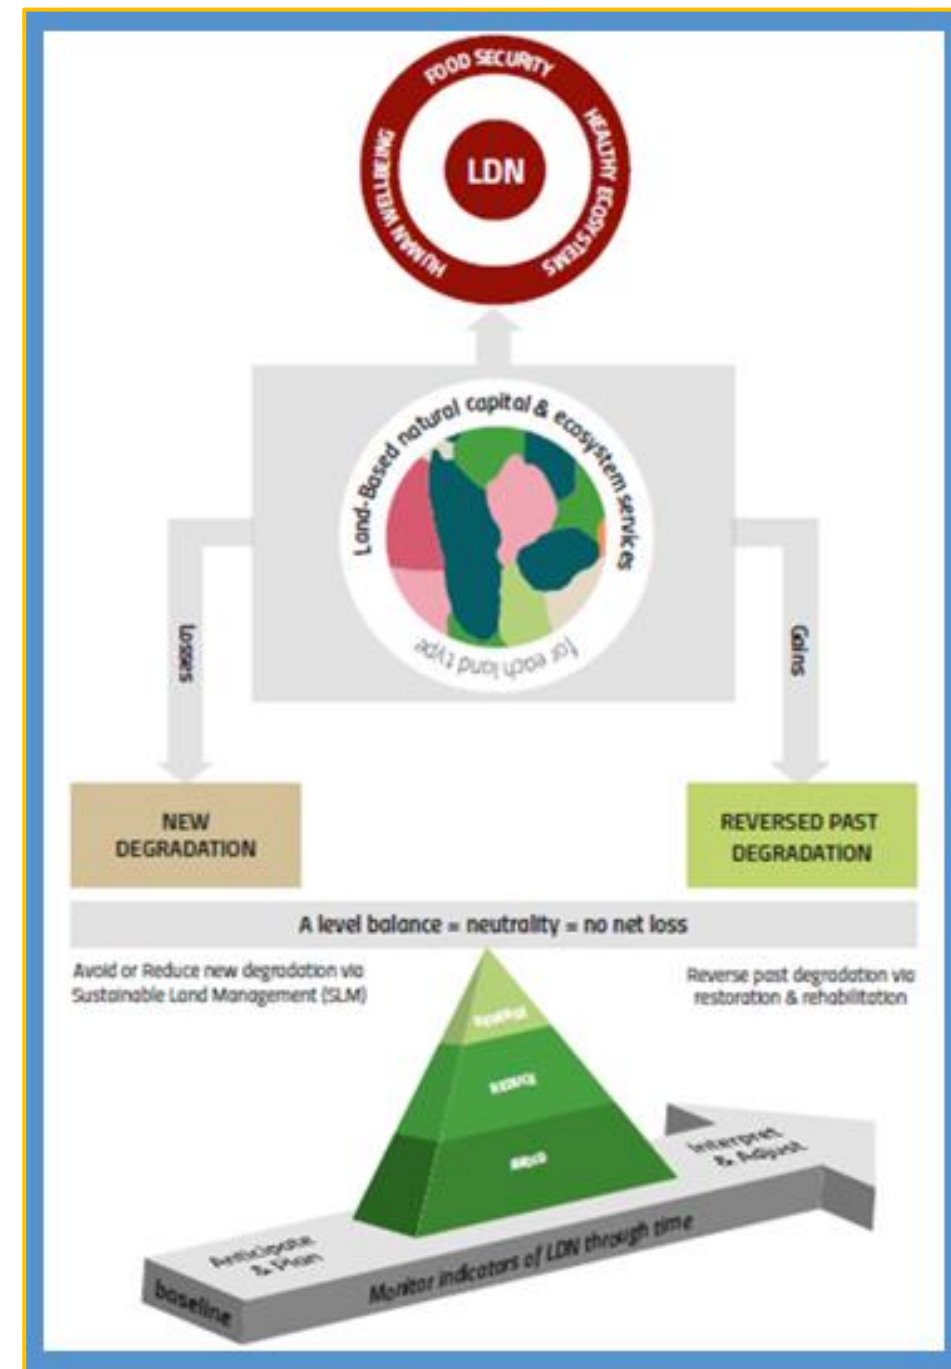 FOOD SECURITY
HUMAN WELLBEING
HEALTHY ECOSYSTEMS
LDN
Land-Based natural capital & ecosystem services
for each land type
Losses
Gains
NEW
DEGRADATION
REVERSED PAST
DEGRADATION
A level balance = neutrality = no net loss
Avoid or Reduce new degradation via
Sustainable Land Management (SLM)
Reverse past degradation via
restoration & rehabilitation
REVERSE
REDUCE
AVOID
Interpret
& Adjust
Anticipate
& Plan
Monitor indicators of LDN through time
baseline